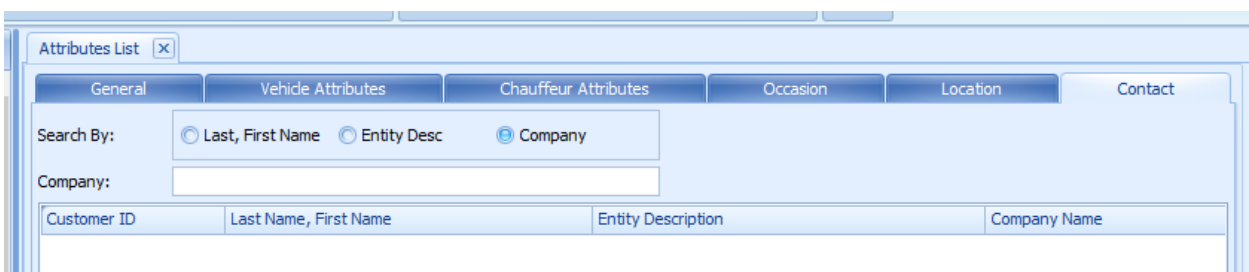 Attributes List
General Vehicle Attributes Chauffeur Attributes Occasion Location Contact
Search By: Last, First Name Entity Desc Company
Company:
Customer ID Last Name, First Name Entity Description Company Name